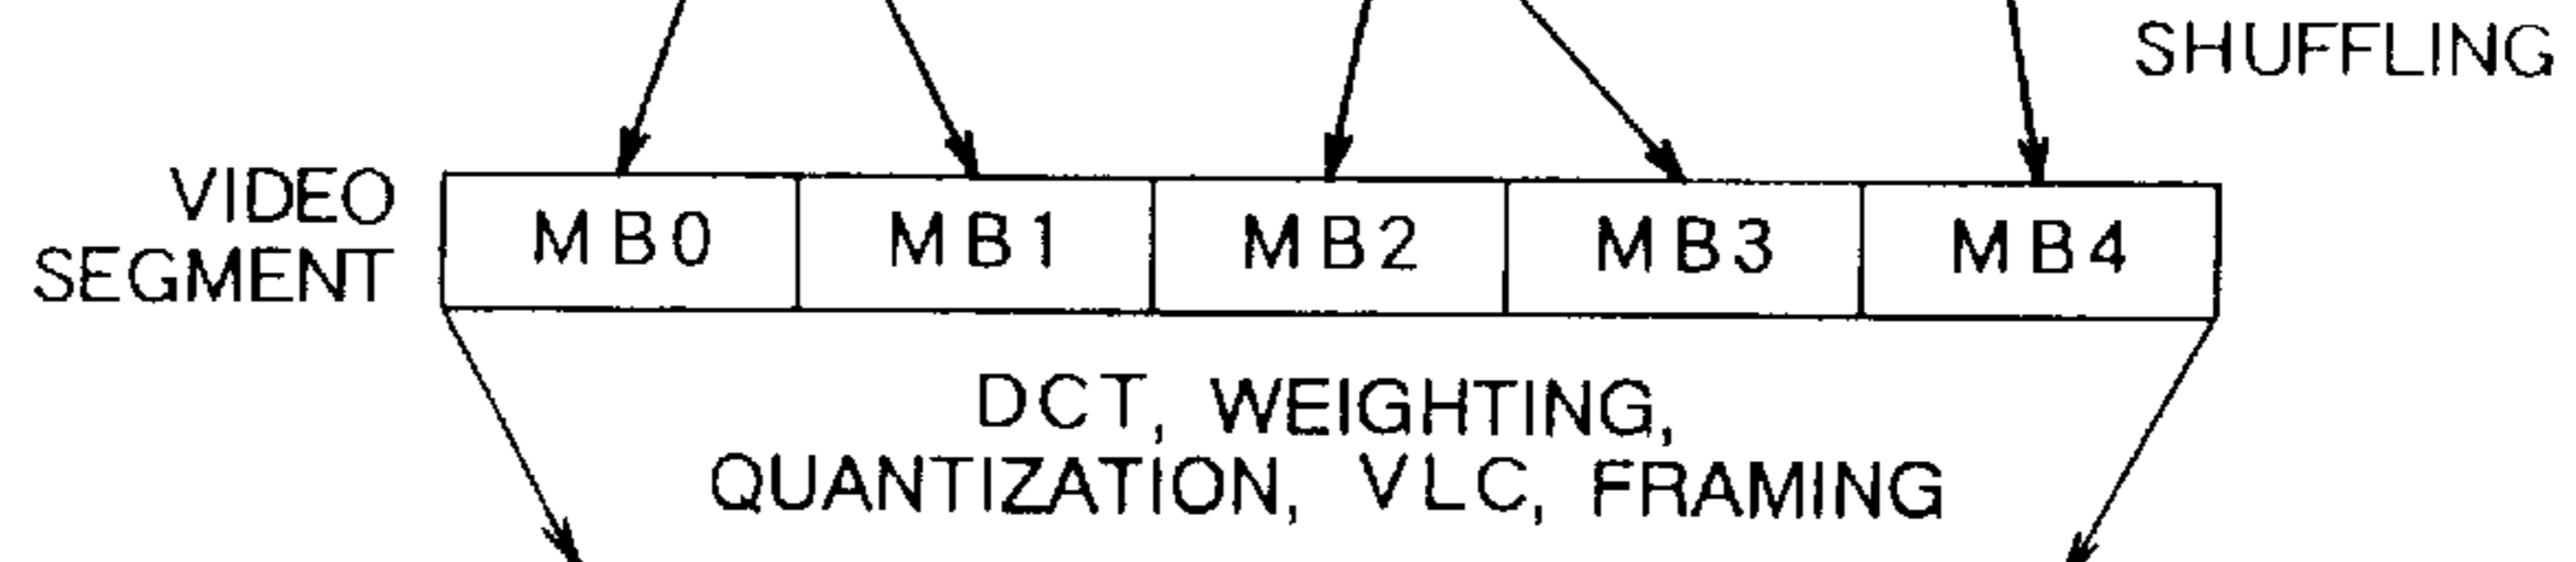 SHUFFLING
VIDEO
SEGMENT
MB0 MB1 MB2 MB3 MB4
DCT, WEIGHTING,
QUANTIZATION, VLC, FRAMING